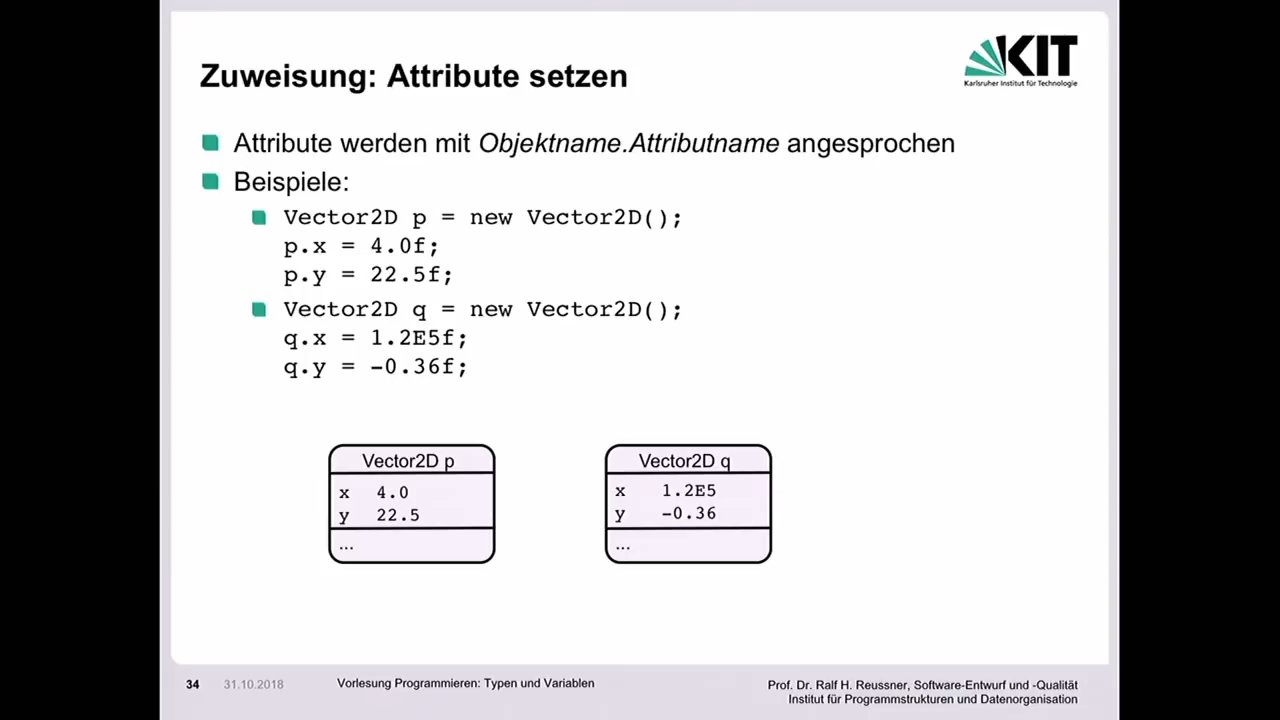 Zuweisung: Attribute setzen
KIT
Karlsruher Institut für Technologie
Attribute werden mit Objektname.Attributname angesprochen
Beispiele:
Vector2D p = new Vector2D();
p.x = 4.0f;
p.y = 22.5f;
Vector2D q = new Vector2D();
q.x = 1.2E5f;
q.y = -0.36f;
Vector2D p
x 4.0
y 22.5
...
Vector2D q
x 1.2E5
y -0.36
...
34 31.10.2018 Vorlesung Programmieren: Typen und Variablen
Prof. Dr. Ralf H. Reussner, Software-Entwurf und -Qualität
Institut für Programmstrukturen und Datenorganisation